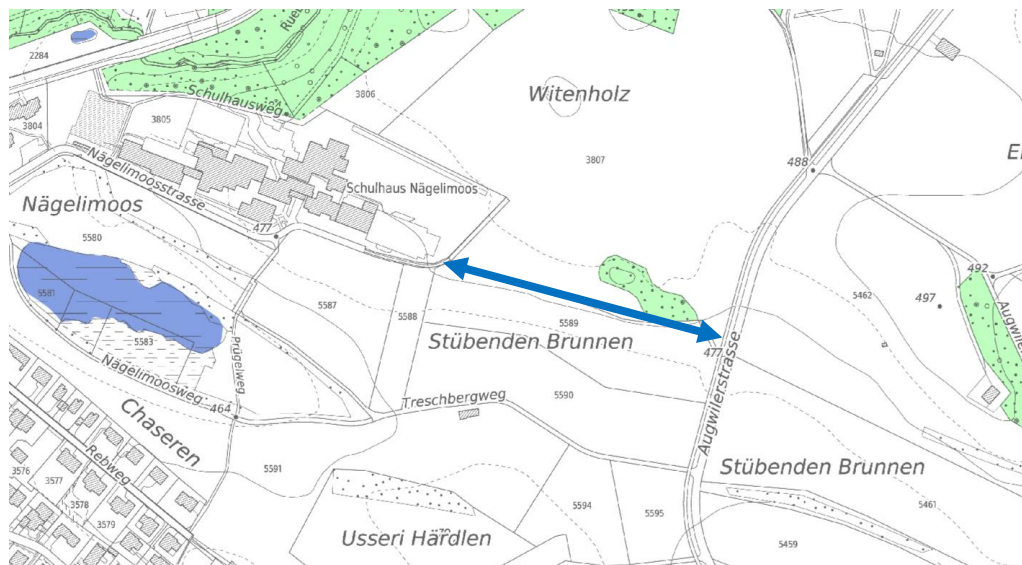 Rueg
2284
Schulhausweg
3806
Witenholz
3804
3805
3807
488
Nägelimoosstrasse
Schulhaus Nägelimoos
Nägelimoos
477
5580
492
5581
5587
5462
497
5588
5589
5583
Stübenden Brunnen
477
Prügelweg
Augwilerstrasse
Nägelimoosweg
464
Treschbergweg
5590
Chaseren
Rebweg
3576
3577
5591
Stübenden Brunnen
3578
3579
5594
5595
5461
Usseri Härdlen
5459